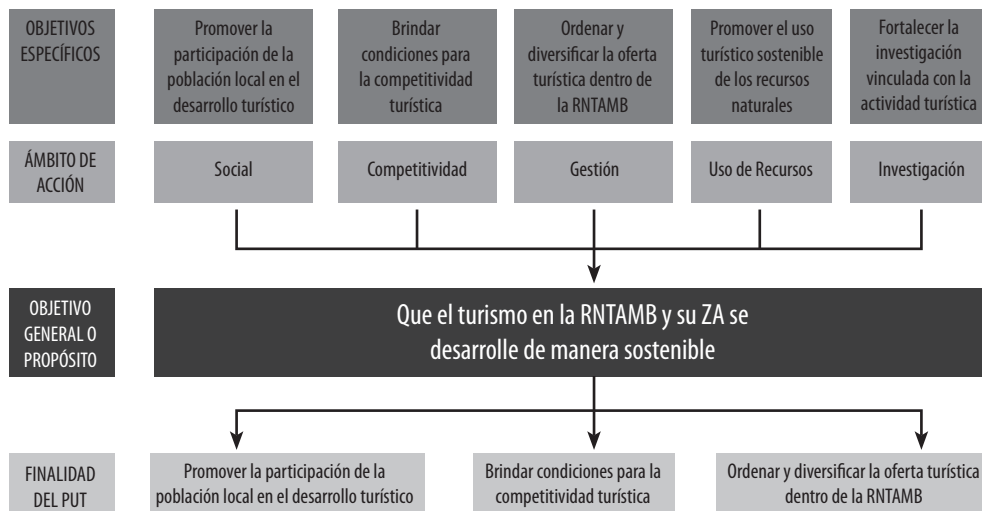 OBJETIVOS
ESPECÍFICOS
Promover la
participación de la
población local en el
desarrollo turístico
Brindar
condiciones para
la competitividad
turística
Ordenar y
diversificar la oferta
turística dentro de
la RNTAMB
Promover el uso
turístico sostenible
de los recursos
naturales
Fortalecer la
investigación
vinculada con la
actividad turística
ÁMBITO DE
ACCIÓN
Social
Competitividad
Gestión
Uso de Recursos
Investigación
OBJETIVO
GENERAL O
PROPÓSITO
Que el turismo en la RNTAMB y su ZA se
desarrolle de manera sostenible
FINALIDAD
DEL PUT
Promover la participación de la
población local en el desarrollo turístico
Brindar condiciones para la
competitividad turística
Ordenar y diversificar la oferta turística
dentro de la RNTAMB